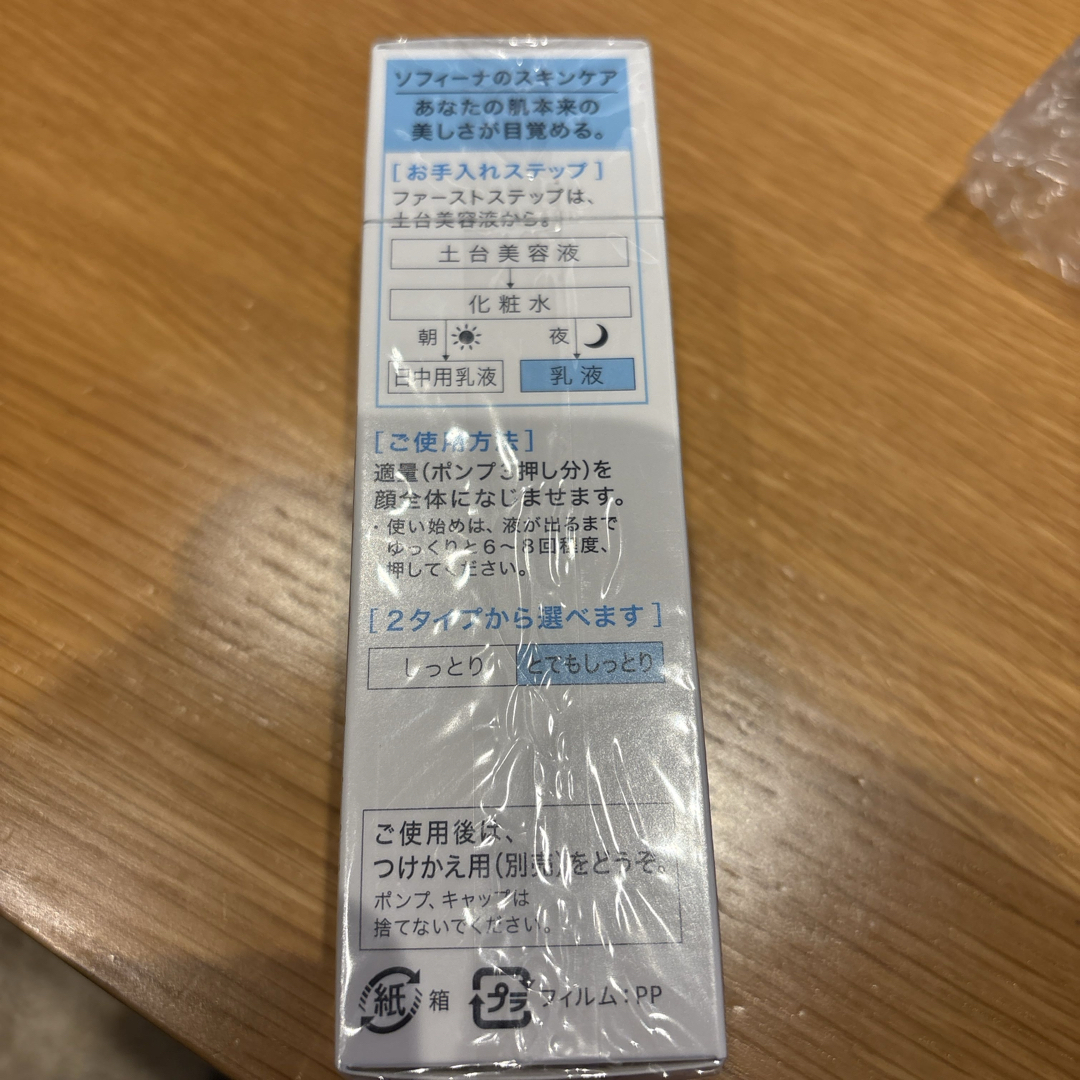 ソフィーナのスキンケア
あなたの肌本来の
美しさが目覚める。
[お手入れステップ]
ファーストステップは、
土台美容液から。
土台美容液
化粧水
朝 夜
日中用乳液 乳液
[ご使用方法]
適量(ポンプ3押し分)を
顔全体になじませます。
・使い始めは、液が出るまで
ゆっくりと6〜8回程度、
押してください。
[2タイプから選べます]
しっとり とてもしっとり
ご使用後は、
つけかえ用(別売)をどうぞ。
ポンプ、キャップは
捨てないでください。
紙 箱 プラ フィルム:PP